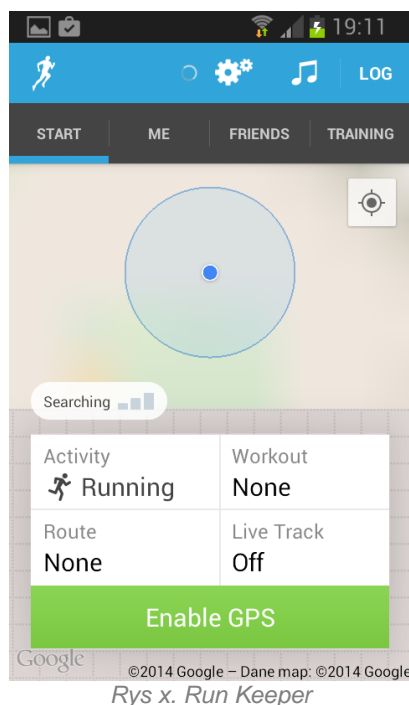 19:11
LOG
START ME FRIENDS TRAINING
Searching
Activity Workout
Running None
Route Live Track
None Off
Enable GPS
Google
©2014 Google – Dane map: ©2014 Google
Rys x. Run Keeper